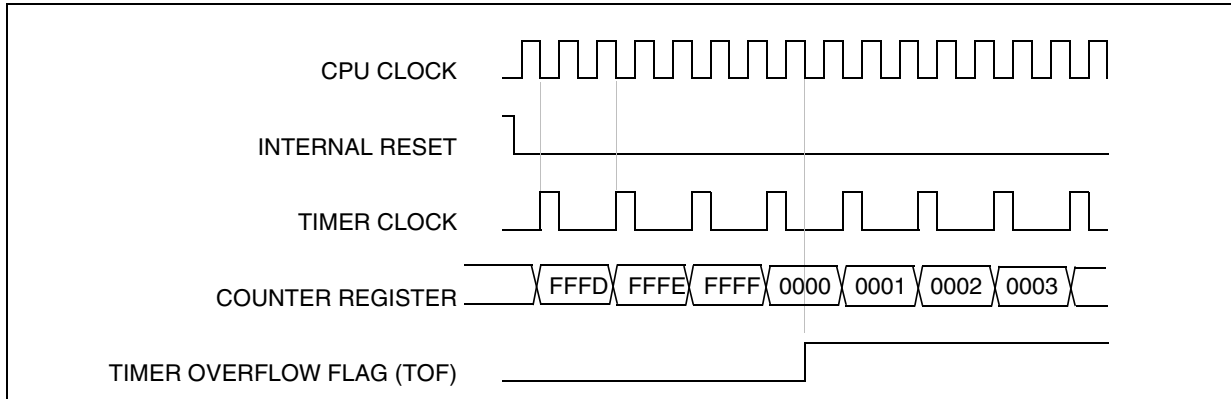 CPU CLOCK
INTERNAL RESET
TIMER CLOCK
COUNTER REGISTER
FFFD FFFE FFFF 0000 0001 0002 0003
TIMER OVERFLOW FLAG (TOF)